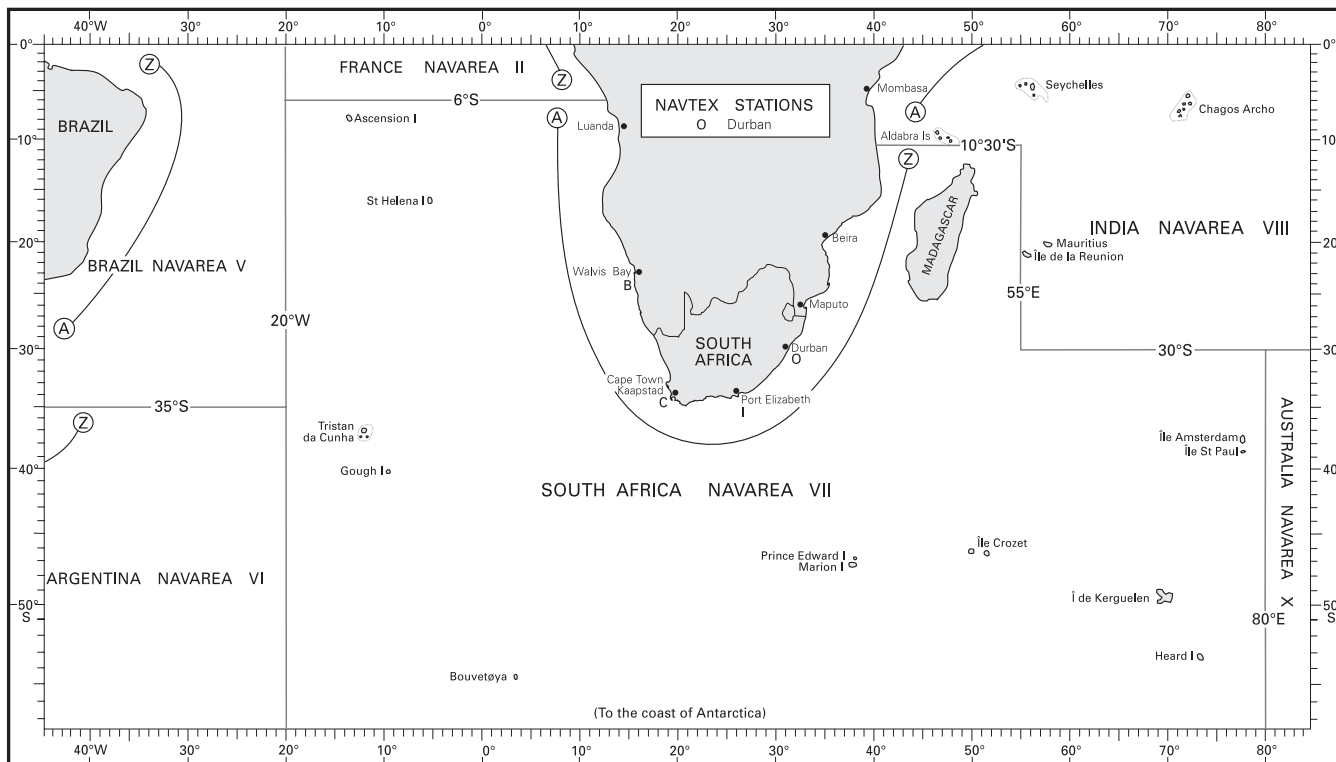 40°W 30° 20° 10° 0° 10° 20° 30° 40° 50° 60° 70° 80°
0° 0°
Z
FRANCE NAVAREA II
Z
6°S
NAVTEX STATIONS
O Durban
Mombasa
Seychelles
A
Chagos Archo
BRAZIL
Ascension I
A
Luanda
Aldabra Is
10° 10°30'S 10°
Z
St Helena I
MADAGASCAR
INDIA NAVAREA VIII
20° 20°
Beira
Mauritius
Île de la Reunion
BRAZIL NAVAREA V
Walvis Bay
B
55°E
Maputo
A
20°W
30° 30°S 30°
SOUTH
AFRICA
Durban
O
Cape Town
Kaapstad
C
Port Elizabeth
I
35°S
Z
Tristan
da Cunha
Île Amsterdam
Île St Paul
AUSTRALIA NAVAREA X
Gough I
40° 40°
SOUTH AFRICA NAVAREA VII
Île Crozet
Prince Edward I
Marion I
ARGENTINA NAVAREA VI
Î de Kerguelen
50° 50°
S S
80°E
Heard I
Bouvetøya
(To the coast of Antarctica)
40°W 30° 20° 10° 0° 10° 20° 30° 40° 50° 60° 70° 80°